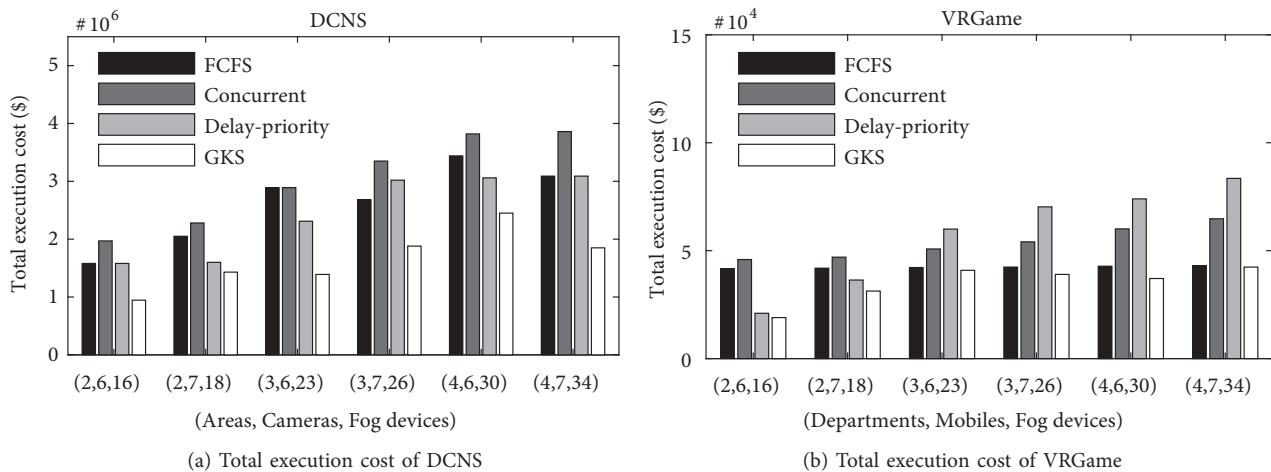 DCNS
# 10^6
Total execution cost ($)
5
4
3
2
1
0
FCFS
Concurrent
Delay-priority
GKS
(2,6,16) (2,7,18) (3,6,23) (3,7,26) (4,6,30) (4,7,34)
(Areas, Cameras, Fog devices)
(a) Total execution cost of DCNS
VRGame
# 10^4
Total execution cost ($)
15
10
5
0
FCFS
Concurrent
Delay-priority
GKS
(2,6,16) (2,7,18) (3,6,23) (3,7,26) (4,6,30) (4,7,34)
(Departments, Mobiles, Fog devices)
(b) Total execution cost of VRGame